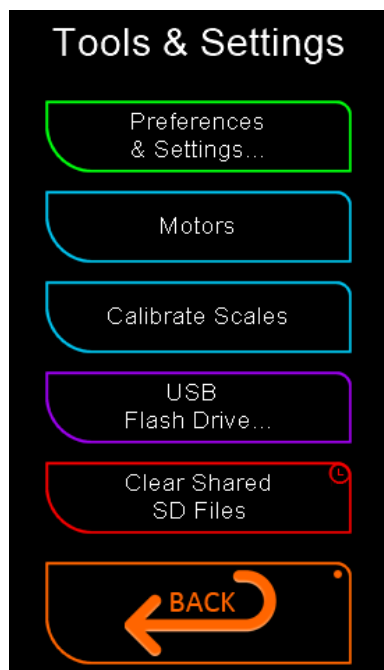 Tools & Settings
Preferences
& Settings...
Motors
Calibrate Scales
USB
Flash Drive...
Clear Shared
SD Files
BACK